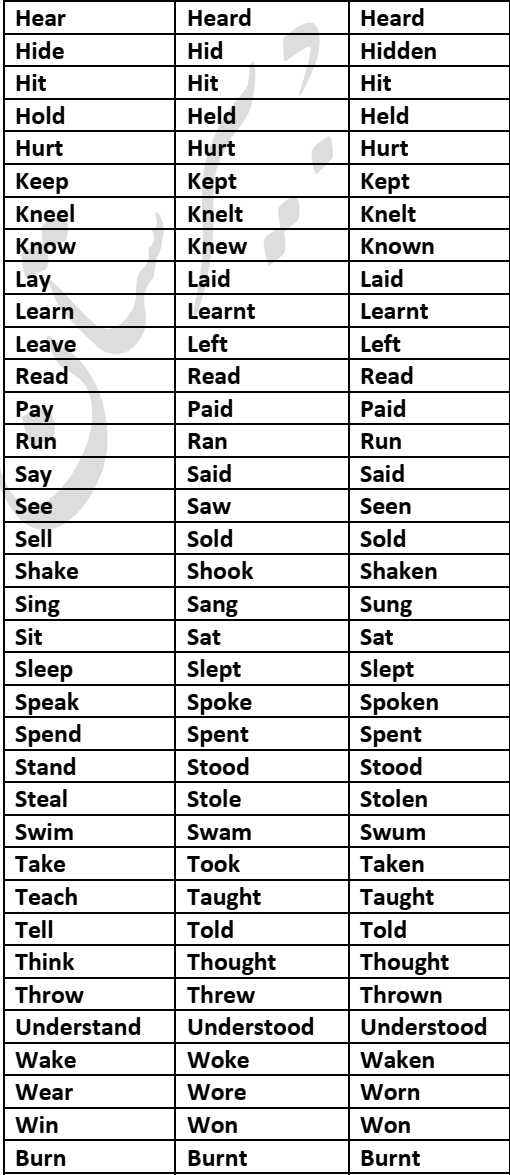 Hear Heard Heard
Hide Hid Hidden
Hit Hit Hit
Hold Held Held
Hurt Hurt Hurt
Keep Kept Kept
Kneel Knelt Knelt
Know Knew Known
Lay Laid Laid
Learn Learnt Learnt
Leave Left Left
Read Read Read
Pay Paid Paid
Run Ran Run
Say Said Said
See Saw Seen
Sell Sold Sold
Shake Shook Shaken
Sing Sang Sung
Sit Sat Sat
Sleep Slept Slept
Speak Spoke Spoken
Spend Spent Spent
Stand Stood Stood
Steal Stole Stolen
Swim Swam Swum
Take Took Taken
Teach Taught Taught
Tell Told Told
Think Thought Thought
Throw Threw Thrown
Understand Understood Understood
Wake Woke Waken
Wear Wore Worn
Win Won Won
Burn Burnt Burnt